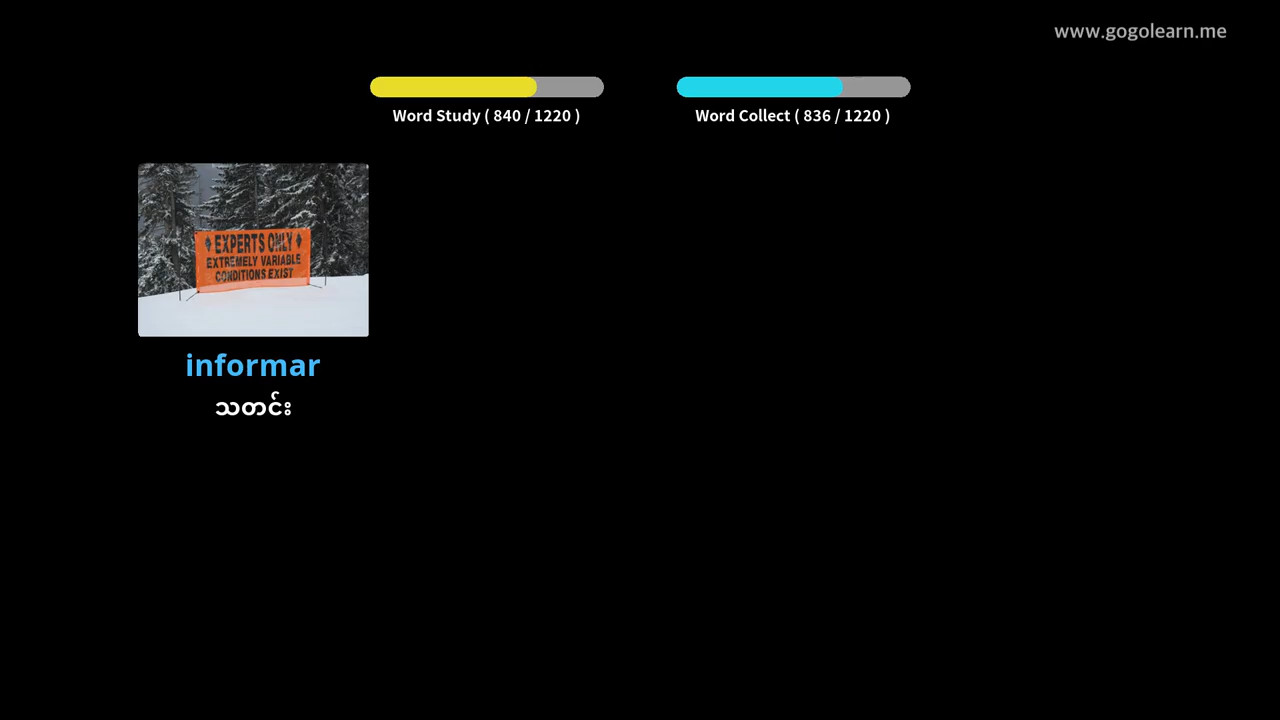 www.gogolearn.me
Word Study ( 840 / 1220 )
Word Collect ( 836 / 1220 )
EXPERTS ONLY
EXTREMELY VARIABLE
CONDITIONS EXIST
informar
သတင်း